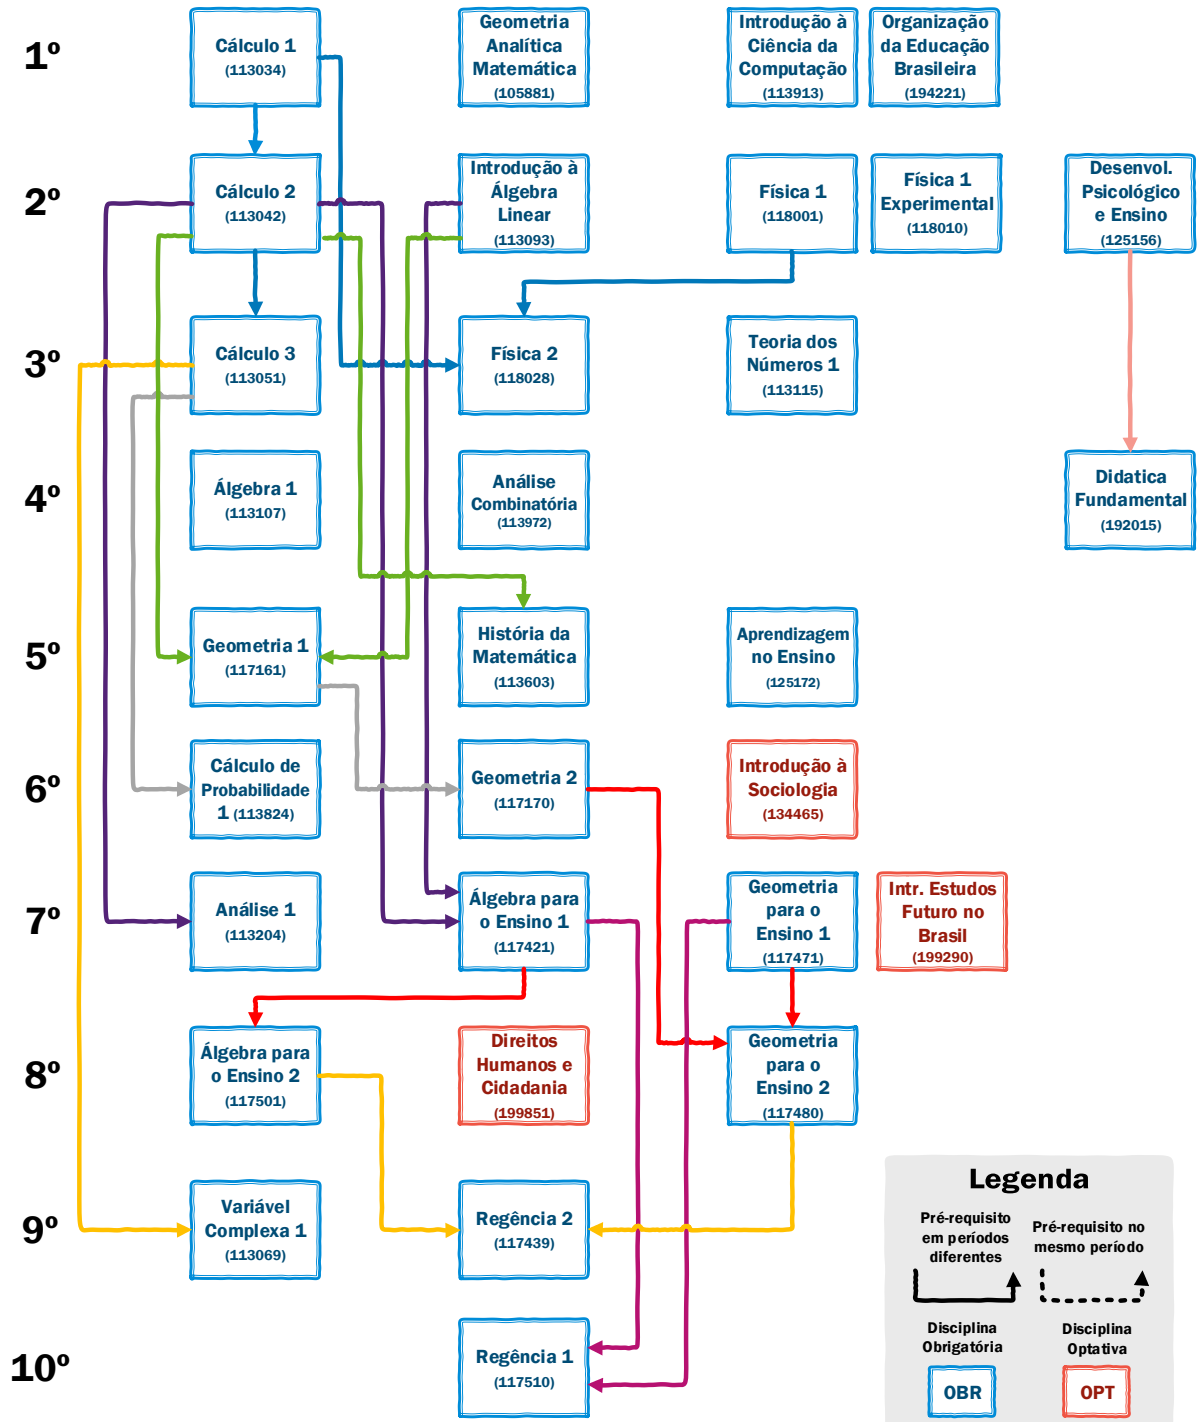 1º
Cálculo 1
(113034)
Geometria
Analítica
Matemática
(105881)
Introdução à
Ciência da
Computação
(113913)
Organização
da Educação
Brasileira
(194221)
2º
Cálculo 2
(113042)
Introdução à
Álgebra
Linear
(113093)
Física 1
(118001)
Física 1
Experimental
(118010)
Desenvol.
Psicológico
e Ensino
(125156)
3º
Cálculo 3
(113051)
Física 2
(118028)
Teoria dos
Números 1
(113115)
4º
Álgebra 1
(113107)
Análise
Combinatória
(113972)
Didatica
Fundamental
(192015)
5º
Geometria 1
(117161)
História da
Matemática
(113603)
Aprendizagem
no Ensino
(125172)
6º
Cálculo de
Probabilidade
1 (113824)
Geometria 2
(117170)
Introdução à
Sociologia
(134465)
7º
Análise 1
(113204)
Álgebra para
o Ensino 1
(117421)
Geometria
para o
Ensino 1
(117471)
Intr. Estudos
Futuro no
Brasil
(199290)
8º
Álgebra para
o Ensino 2
(117501)
Direitos
Humanos e
Cidadania
(199851)
Geometria
para o
Ensino 2
(117480)
9º
Variável
Complexa 1
(113069)
Regência 2
(117439)
10º
Regência 1
(117510)
Legenda
Pré-requisito
em períodos
diferentes
Pré-requisito no
mesmo período
Disciplina
Obrigatória
Disciplina
Optativa
OBR
OPT